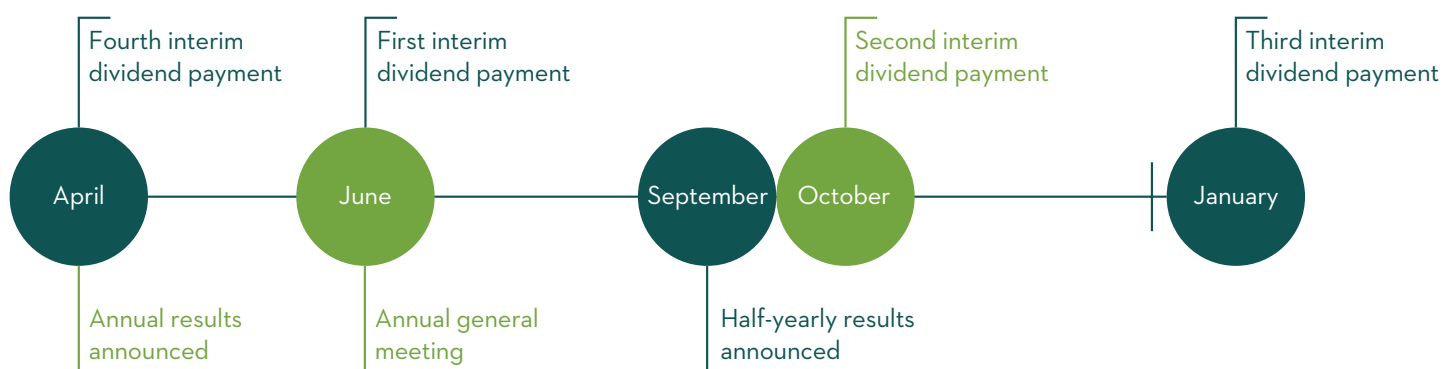 Fourth interim
dividend payment
First interim
dividend payment
Second interim
dividend payment
Third interim
dividend payment
April
June
September
October
January
Annual results
announced
Annual general
meeting
Half-yearly results
announced